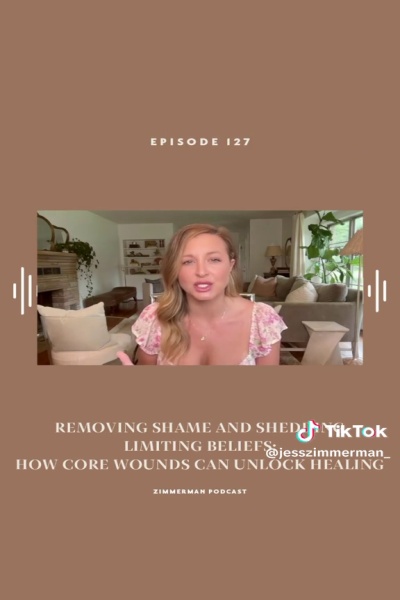 EPISODE 127
REMOVING SHAME AND SHEDDING
LIMITING BELIEFS:
HOW CORE WOUNDS CAN UNLOCK HEALING
TikTok
@jesszimmerman_
ZIMMERMAN PODCAST